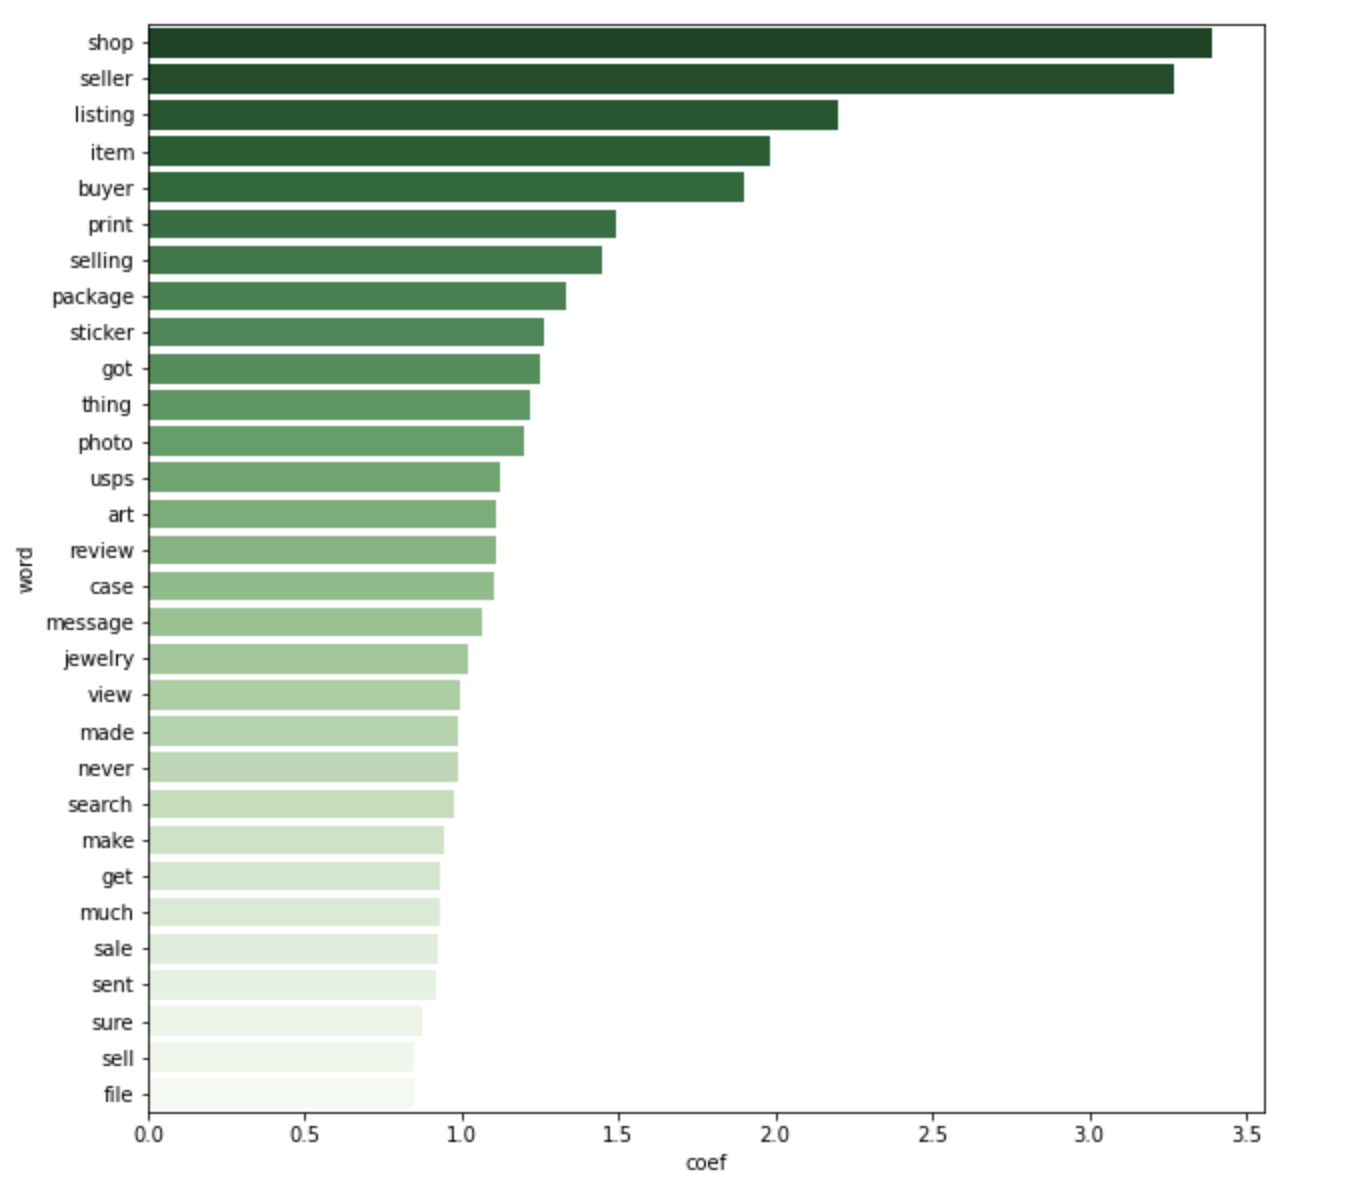 shop
seller
listing
item
buyer
print
selling
package
sticker
got
thing
photo
usps
art
review
case
message
jewelry
view
made
never
search
make
get
much
sale
sent
sure
sell
file
word
0.0 0.5 1.0 1.5 2.0 2.5 3.0 3.5
coef